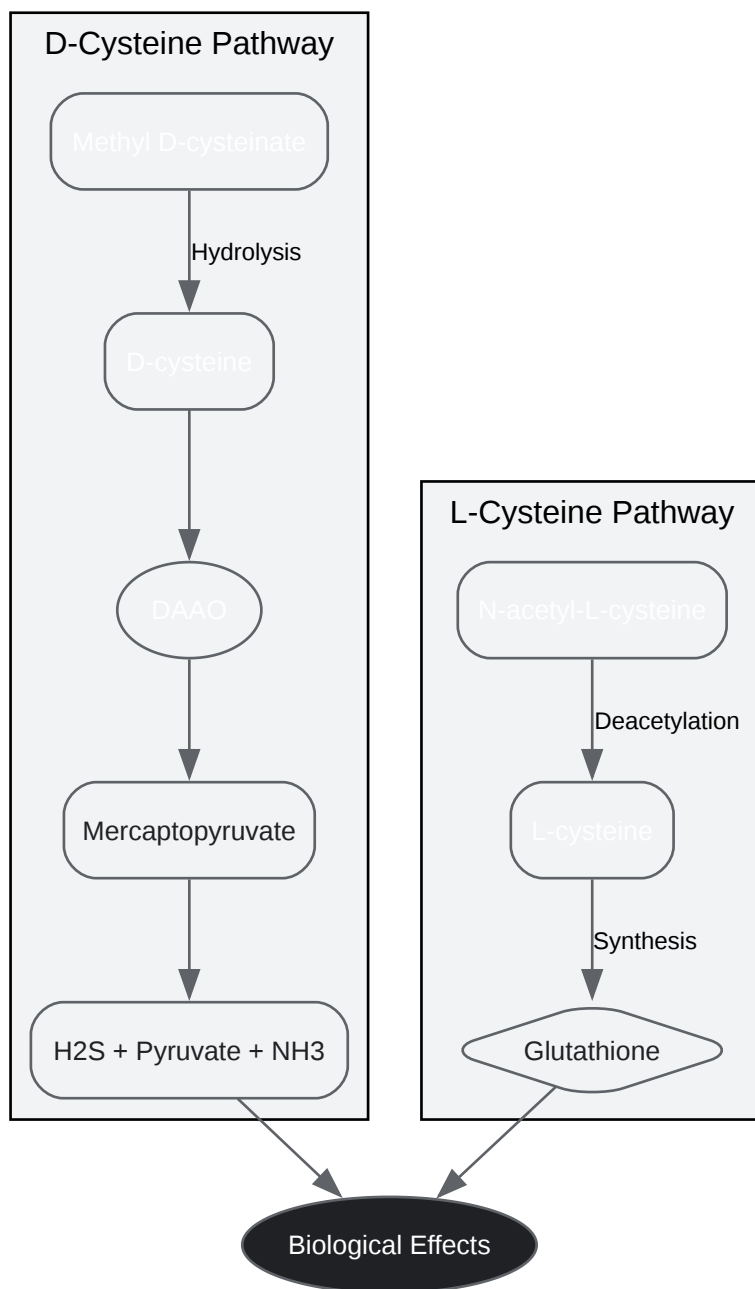 D-Cysteine Pathway
Methyl D-cysteinate
Hydrolysis
D-cysteine
DAAO
Mercaptopyruvate
H2S + Pyruvate + NH3
L-Cysteine Pathway
N-acetyl-L-cysteine
Deacetylation
L-cysteine
Synthesis
Glutathione
Biological Effects